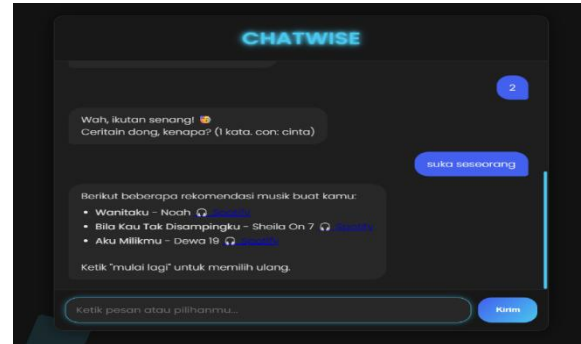 CHATWISE
2
Wah, ikutan senang! 🥰
Ceritain dong, kenapa? (1 kata. con: cinta)
suka seseorang
Berikut beberapa rekomendasi musik buat kamu:
• Wanitaku - Noah 🎧 Spotify
• Bila Kau Tak Disampingku - Sheila On 7 🎧 Spotify
• Aku Milikmu - Dewa 19 🎧 Spotify
Ketik "mulai lagi" untuk memilih ulang.
Ketik pesan atau pilihanmu...
Kirim